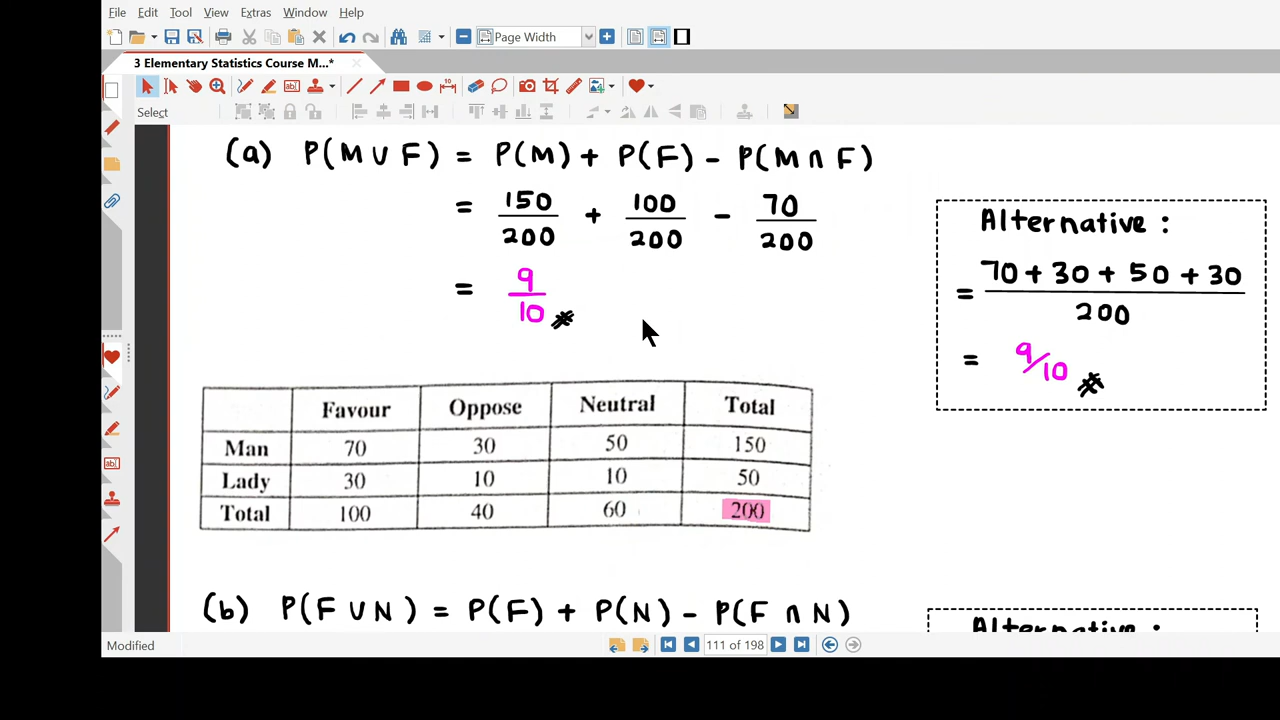 File Edit Tool View Extras Window Help
Page Width
3 Elementary Statistics Course M...*
Select
(a) P(M ∪ F) = P(M) + P(F) - P(M ∩ F)
= 150/200 + 100/200 - 70/200
= 9/10 #
Alternative :
= 70 + 30 + 50 + 30 / 200
= 9/10 #
Favour Oppose Neutral Total
Man 70 30 50 150
Lady 30 10 10 50
Total 100 40 60 200
(b) P(F ∪ N) = P(F) + P(N) - P(F ∩ N)
Alternative :
Modified
111 of 198